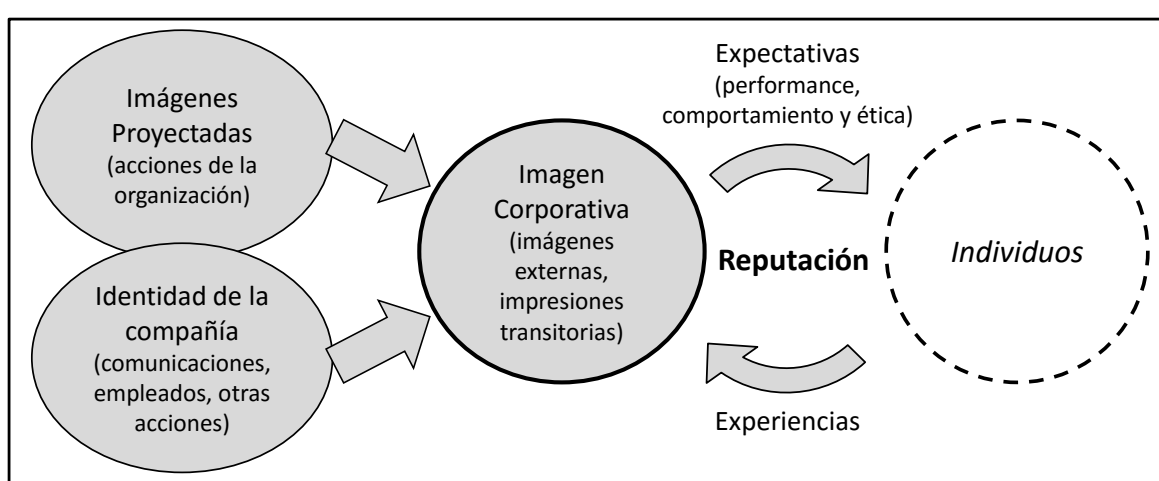 Imágenes
Proyectadas
(acciones de la
organización)
Identidad de la
compañía
(comunicaciones,
empleados, otras
acciones)
Imagen
Corporativa
(imágenes
externas,
impresiones
transitorias)
Expectativas
(performance,
comportamiento y ética)
Reputación
Experiencias
Individuos